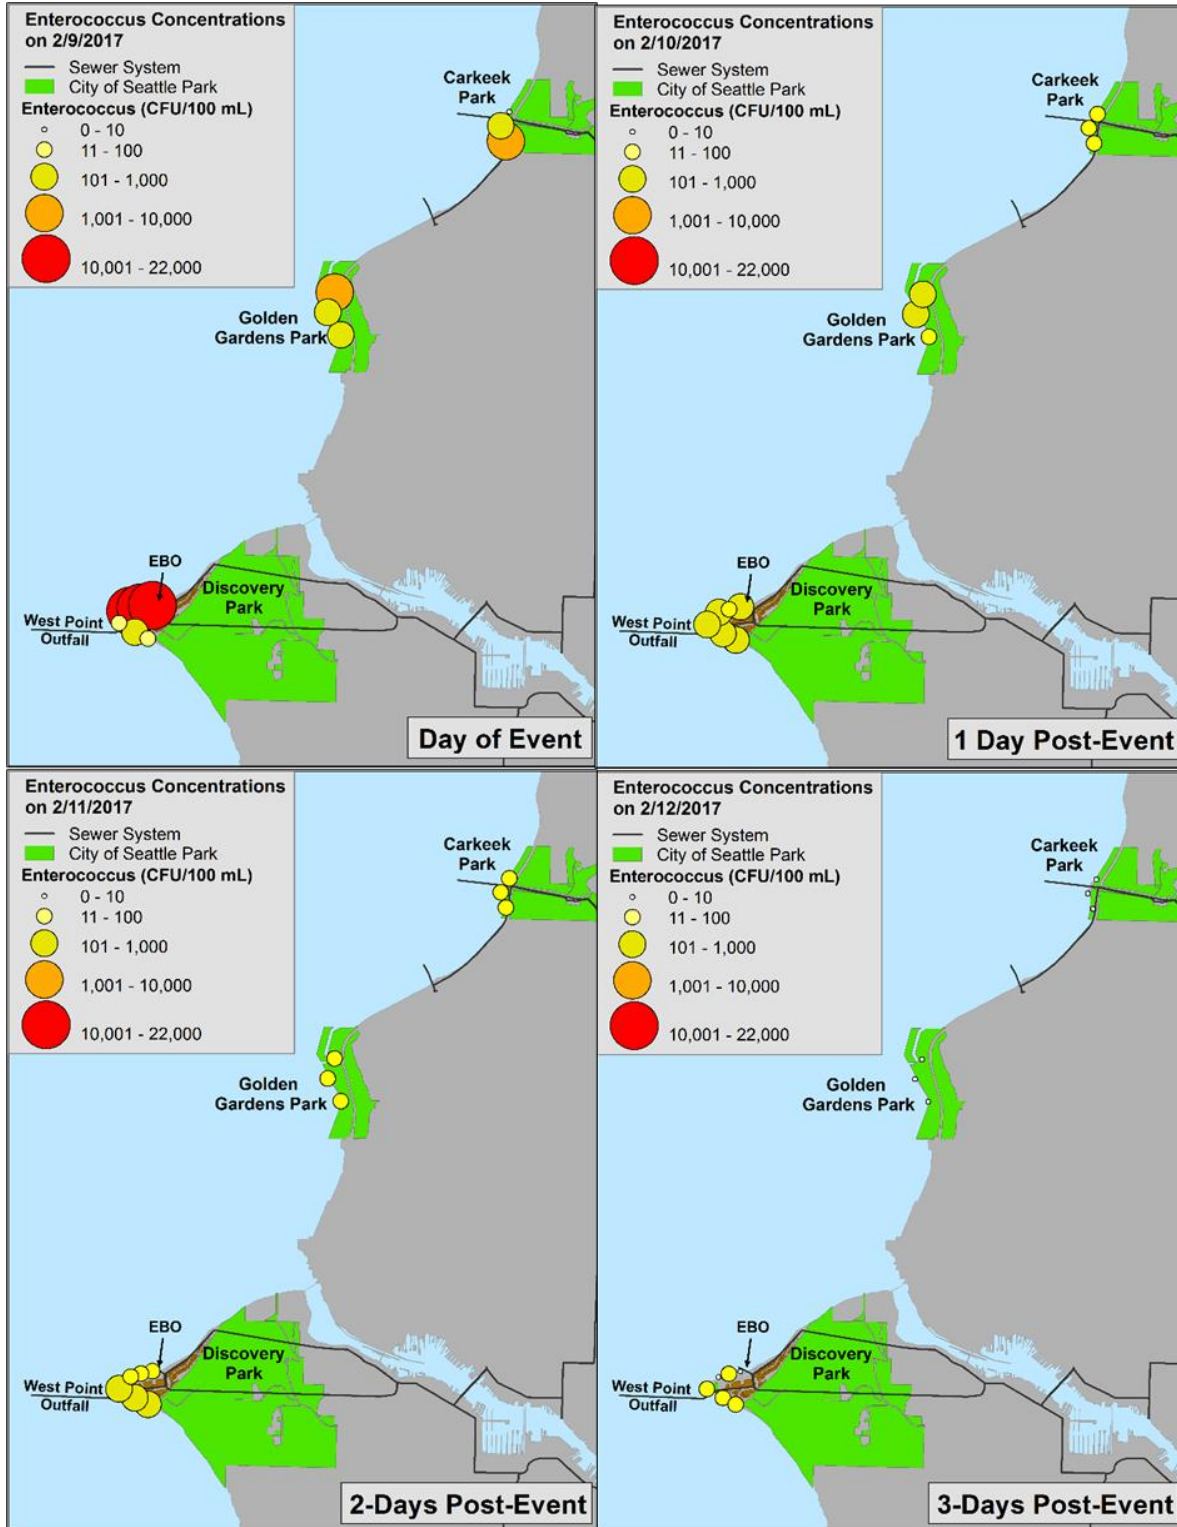 Enterococcus Concentrations
on 2/9/2017
Sewer System
City of Seattle Park
Enterococcus (CFU/100 mL)
0 - 10
11 - 100
101 - 1,000
1,001 - 10,000
10,001 - 22,000
Carkeek
Park
Golden
Gardens Park
EBO
Discovery
Park
West Point
Outfall
Day of Event
Enterococcus Concentrations
on 2/10/2017
Sewer System
City of Seattle Park
Enterococcus (CFU/100 mL)
0 - 10
11 - 100
101 - 1,000
1,001 - 10,000
10,001 - 22,000
Carkeek
Park
Golden
Gardens Park
EBO
Discovery
Park
West Point
Outfall
1 Day Post-Event
Enterococcus Concentrations
on 2/11/2017
Sewer System
City of Seattle Park
Enterococcus (CFU/100 mL)
0 - 10
11 - 100
101 - 1,000
1,001 - 10,000
10,001 - 22,000
Carkeek
Park
Golden
Gardens Park
EBO
Discovery
Park
West Point
Outfall
2-Days Post-Event
Enterococcus Concentrations
on 2/12/2017
Sewer System
City of Seattle Park
Enterococcus (CFU/100 mL)
0 - 10
11 - 100
101 - 1,000
1,001 - 10,000
10,001 - 22,000
Carkeek
Park
Golden
Gardens Park
EBO
Discovery
Park
West Point
Outfall
3-Days Post-Event